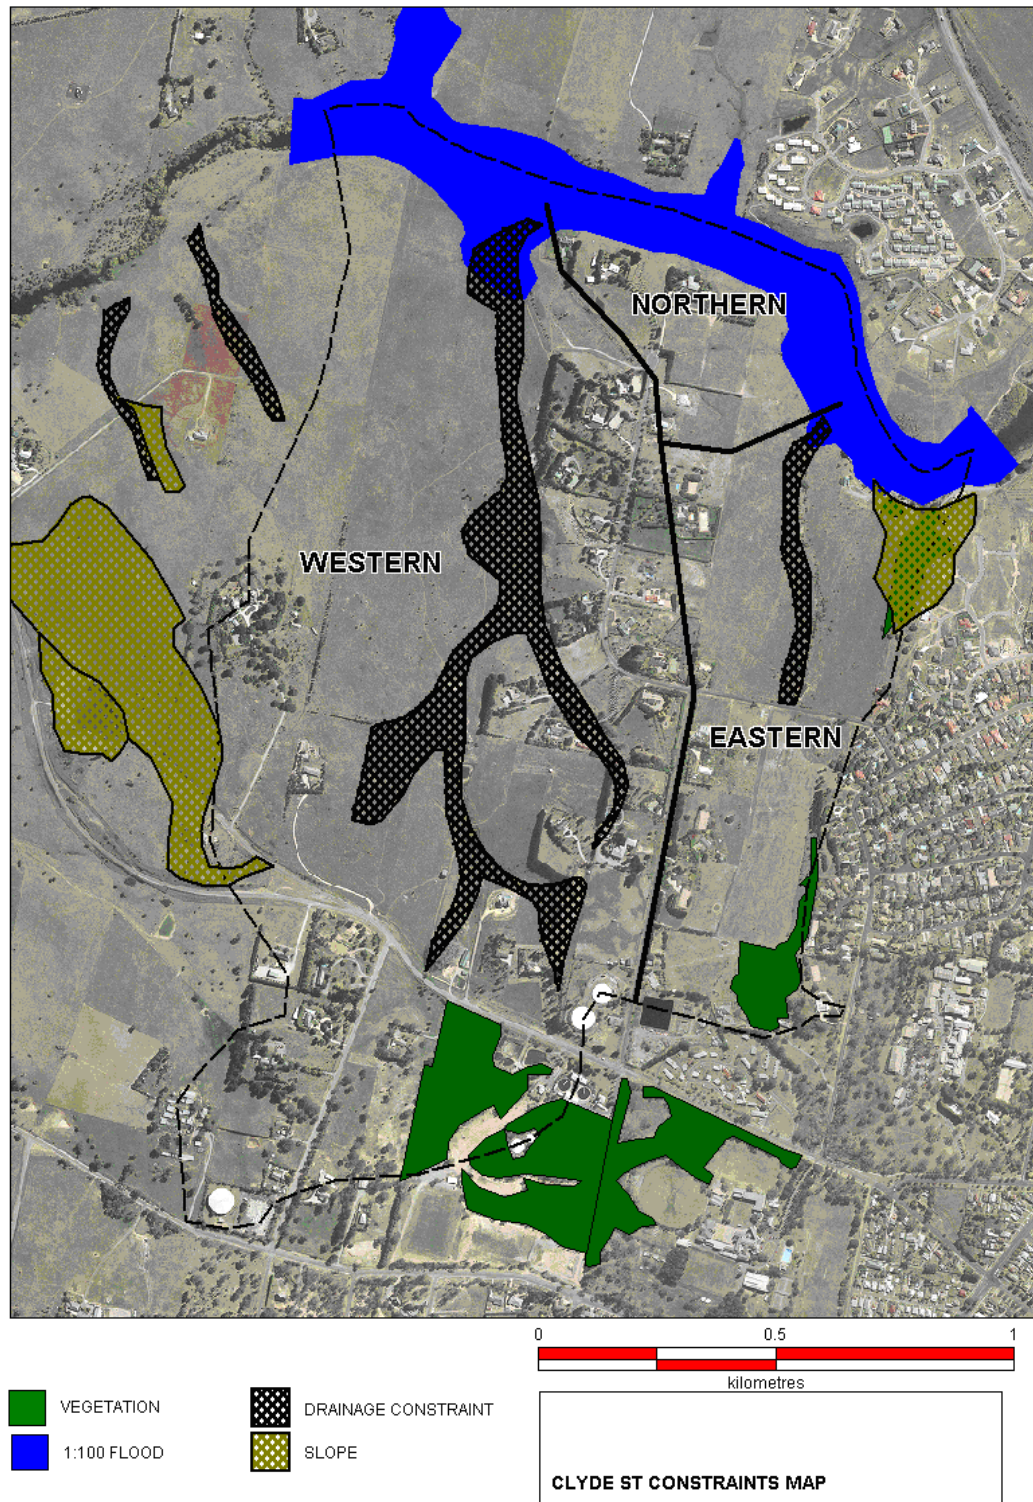 NORTHERN
WESTERN
EASTERN
0 0.5 1
kilometres
VEGETATION
DRAINAGE CONSTRAINT
1:100 FLOOD
SLOPE
CLYDE ST CONSTRAINTS MAP